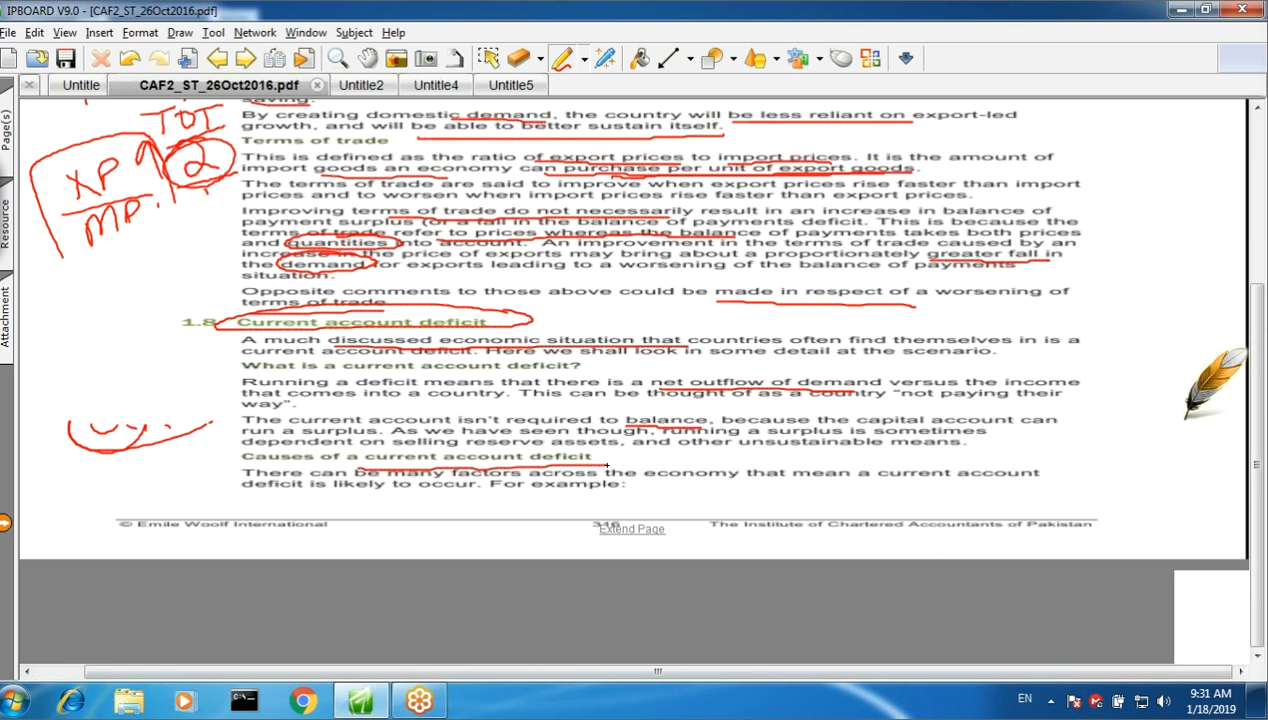 IPBOARD V9.0 - [CAF2_ST_26Oct2016.pdf]
File Edit View Insert Format Draw Tool Network Window Subject Help
Untitle CAF2_ST_26Oct2016.pdf Untitle2 Untitle4 Untitle5
Page(s)
Resource
Attachment
saving.
By creating domestic demand, the country will be less reliant on export-led
growth, and will be able to better sustain itself.
Terms of trade
This is defined as the ratio of export prices to import prices. It is the amount of
import goods an economy can purchase per unit of export goods.
The terms of trade are said to improve when export prices rise faster than import
prices and to worsen when import prices rise faster than export prices.
Improving terms of trade do not necessarily result in an increase in balance of
payment surplus (or a fall in the balance of payments deficit. This is because the
terms of trade refer to prices whereas the balance of payments takes both prices
and quantities into account. An improvement in the terms of trade caused by an
increase in the price of exports may bring about a proportionately greater fall in
the demand for exports leading to a worsening of the balance of payments
situation.
Opposite comments to those above could be made in respect of a worsening of
terms of trade
1.8 Current account deficit
A much discussed economic situation that countries often find themselves in is a
current account deficit. Here we shall look in some detail at the scenario.
What is a current account deficit?
Running a deficit means that there is a net outflow of demand versus the income
that comes into a country. This can be thought of as a country “not paying their
way”.
The current account isn't required to balance, because the capital account can
run a surplus. As we have seen though, running a surplus is sometimes
dependent on selling reserve assets, and other unsustainable means.
Causes of a current account deficit
There can be many factors across the economy that mean a current account
deficit is likely to occur. For example:
© Emile Woolf International 316 The Institute of Chartered Accountants of Pakistan
Extend Page
TOT
XP
MP
2
EN
9:31 AM
1/18/2019